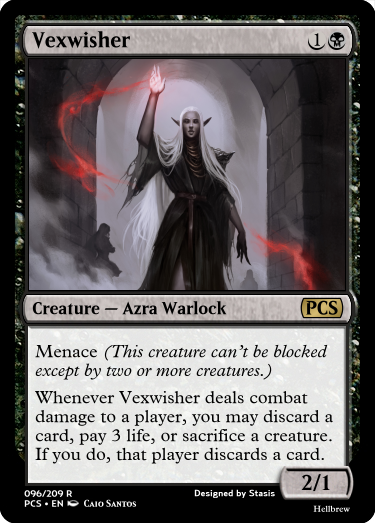 Vexwisher
1
Creature — Azra Warlock
PCS
Menace (This creature can't be blocked
except by two or more creatures.)
Whenever Vexwisher deals combat
damage to a player, you may discard a
card, pay 3 life, or sacrifice a creature.
If you do, that player discards a card.
2/1
096/209 R
PCS • EN Caio Santos
Designed by Stasis
Hellbrew